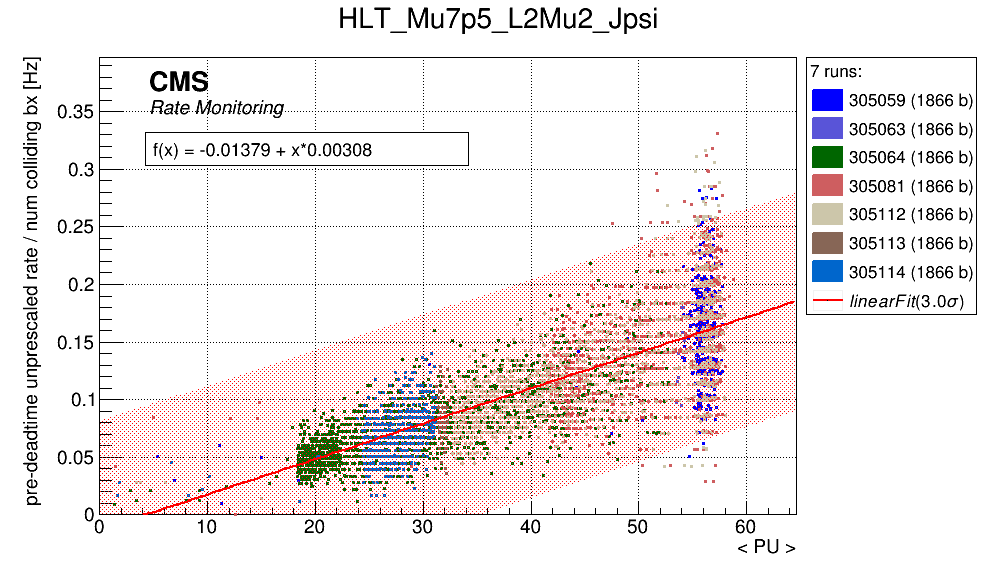 HLT_Mu7p5_L2Mu2_Jpsi
pre-deadtime unprescaled rate / num colliding bx [Hz]
CMS
Rate Monitoring
f(x) = -0.01379 + x*0.00308
0.35
0.3
0.25
0.2
0.15
0.1
0.05
0
0 10 20 30 40 50 60
< PU >
7 runs:
305059 (1866 b)
305063 (1866 b)
305064 (1866 b)
305081 (1866 b)
305112 (1866 b)
305113 (1866 b)
305114 (1866 b)
linearFit(3.0σ)